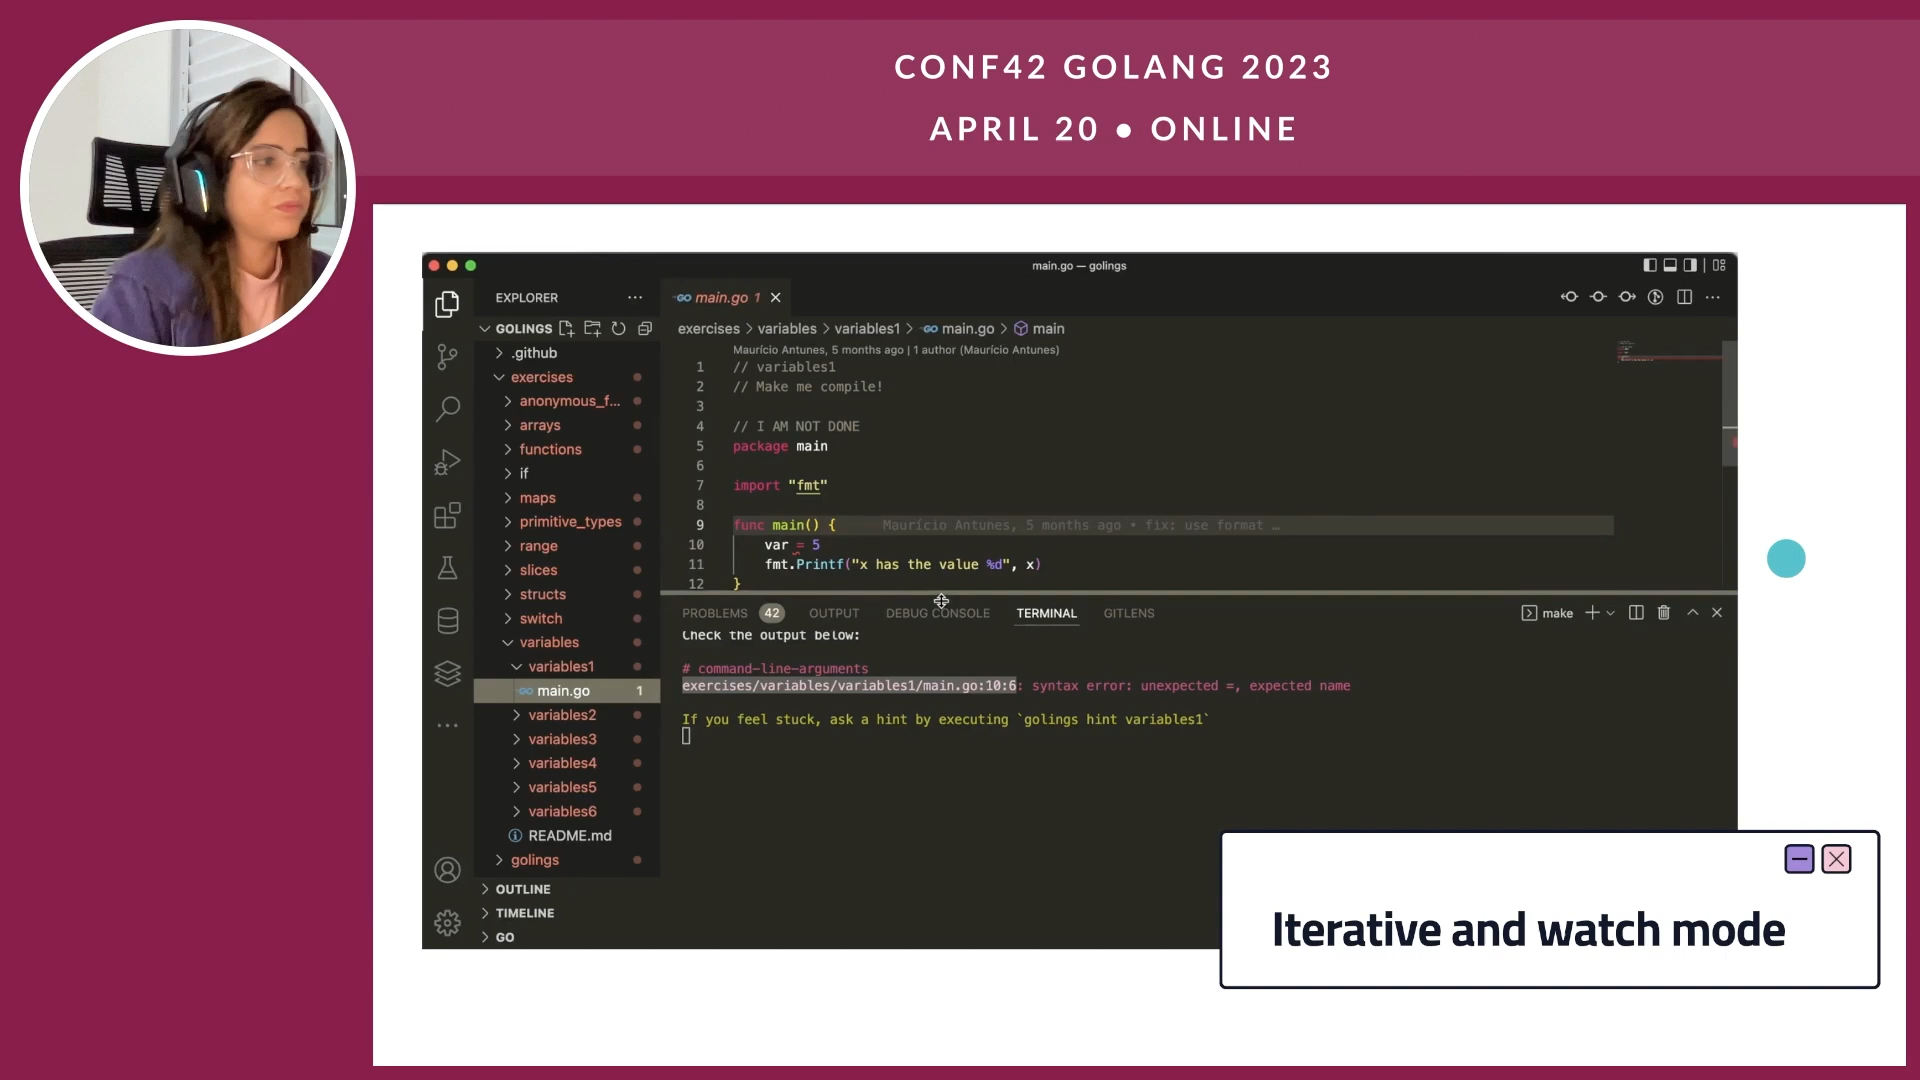 CONF42 GOLANG 2023
APRIL 20 • ONLINE
main.go — golings
EXPLORER
GOLINGS
.github
exercises
anonymous_f...
arrays
functions
if
maps
primitive_types
range
slices
structs
switch
variables
variables1
main.go 1
variables2
variables3
variables4
variables5
variables6
README.md
golings
OUTLINE
TIMELINE
GO
main.go 1
exercises > variables > variables1 > main.go > main
Maurício Antunes, 5 months ago | 1 author (Maurício Antunes)
1 // variables1
2 // Make me compile!
3
4 // I AM NOT DONE
5 package main
6
7 import "fmt"
8
9 func main() { Maurício Antunes, 5 months ago • fix: use format …
10 var = 5
11 fmt.Printf("x has the value %d", x)
12 }
PROBLEMS 42 OUTPUT DEBUG CONSOLE TERMINAL GITLENS
make
Check the output below:
# command-line-arguments
exercises/variables/variables1/main.go:10:6: syntax error: unexpected =, expected name
If you feel stuck, ask a hint by executing `golings hint variables1`
Iterative and watch mode